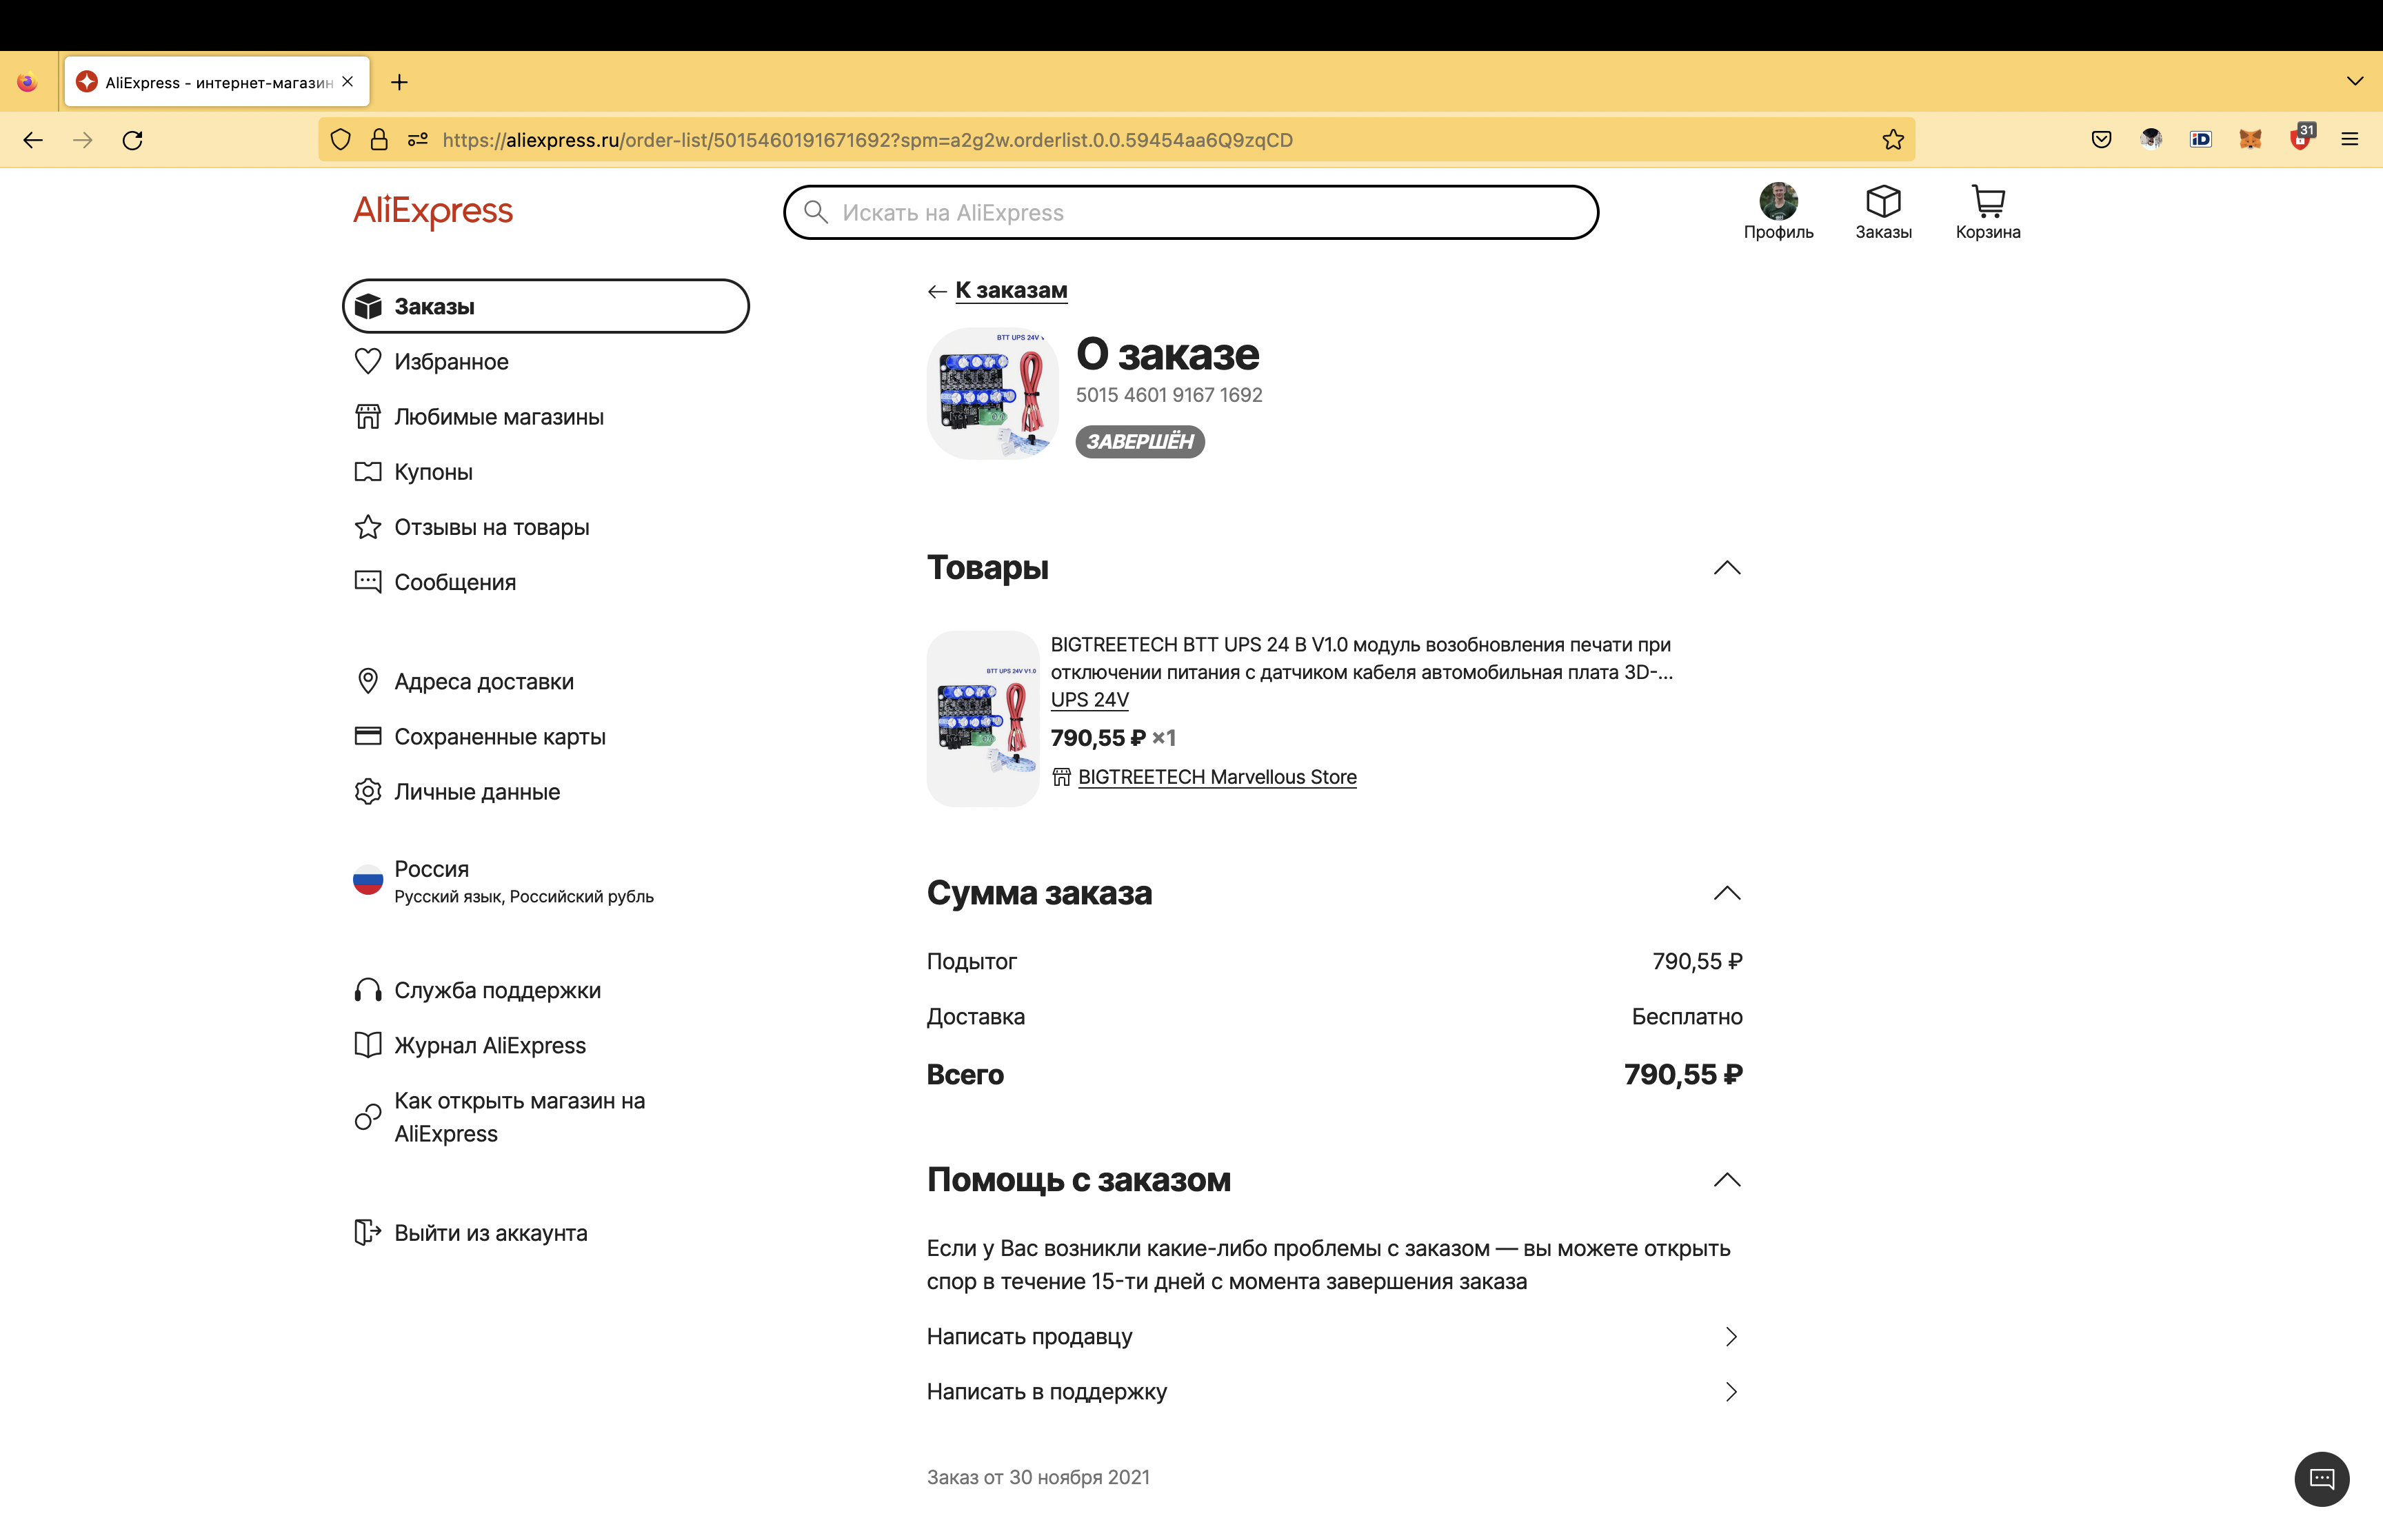 AliExpress - интернет-магазин
https://aliexpress.ru/order-list/5015460191671692?spm=a2g2w.orderlist.0.0.59454aa6Q9zqCD
iD
31
AliExpress
Искать на AliExpress
Профиль
Заказы
Корзина
Заказы
Избранное
Любимые магазины
Купоны
Отзывы на товары
Сообщения
Адреса доставки
Сохраненные карты
Личные данные
Россия
Русский язык, Российский рубль
Служба поддержки
Журнал AliExpress
Как открыть магазин на
AliExpress
Выйти из аккаунта
К заказам
BTT UPS 24V
О заказе
5015 4601 9167 1692
ЗАВЕРШЁН
Товары
BTT UPS 24V V1.0
BIGTREETECH BTT UPS 24 В V1.0 модуль возобновления печати при
отключении питания с датчиком кабеля автомобильная плата 3D-...
UPS 24V
790,55 ₽ ×1
BIGTREETECH Marvellous Store
Сумма заказа
Подытог 790,55 ₽
Доставка Бесплатно
Всего 790,55 ₽
Помощь с заказом
Если у Вас возникли какие-либо проблемы с заказом — вы можете открыть
спор в течение 15-ти дней с момента завершения заказа
Написать продавцу
Написать в поддержку
Заказ от 30 ноября 2021